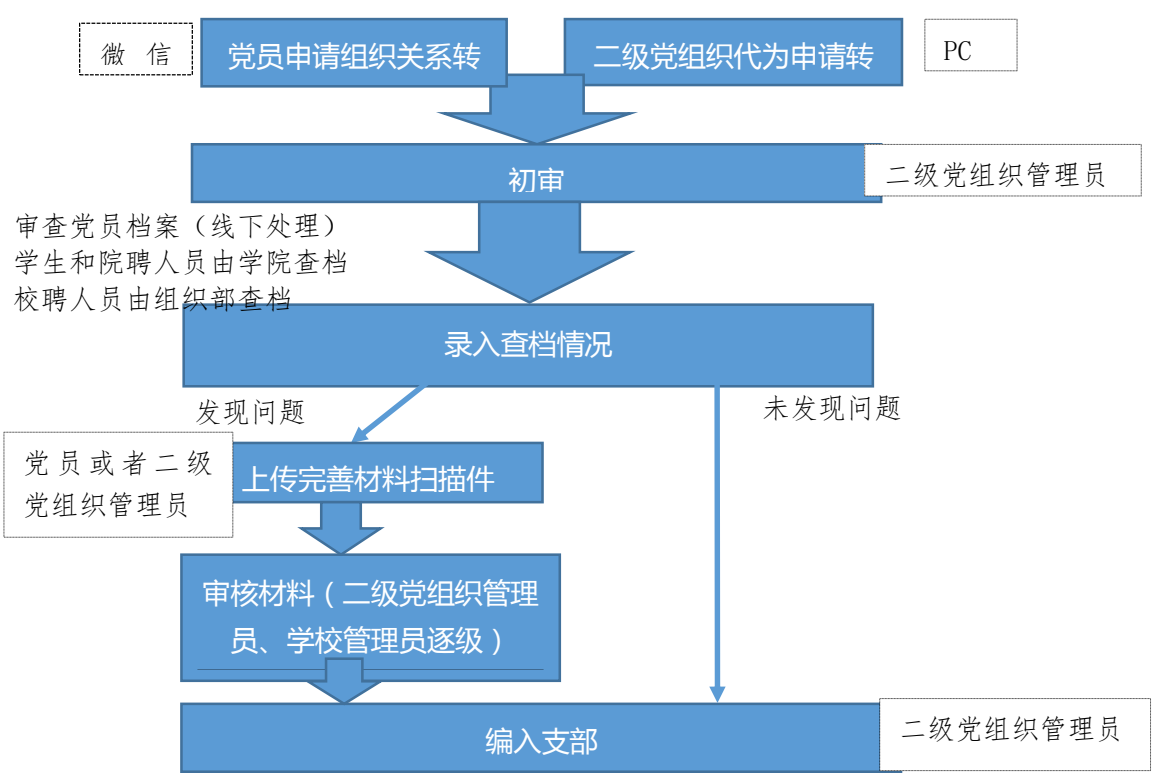 微 信
党员申请组织关系转
二级党组织代为申请转
PC
初审
二级党组织管理员
审查党员档案（线下处理）
学生和院聘人员由学院查档
校聘人员由组织部查档
录入查档情况
发现问题
未发现问题
党员或者二级
党组织管理员
上传完善材料扫描件
审核材料（二级党组织管理
员、学校管理员逐级）
编入支部
二级党组织管理员